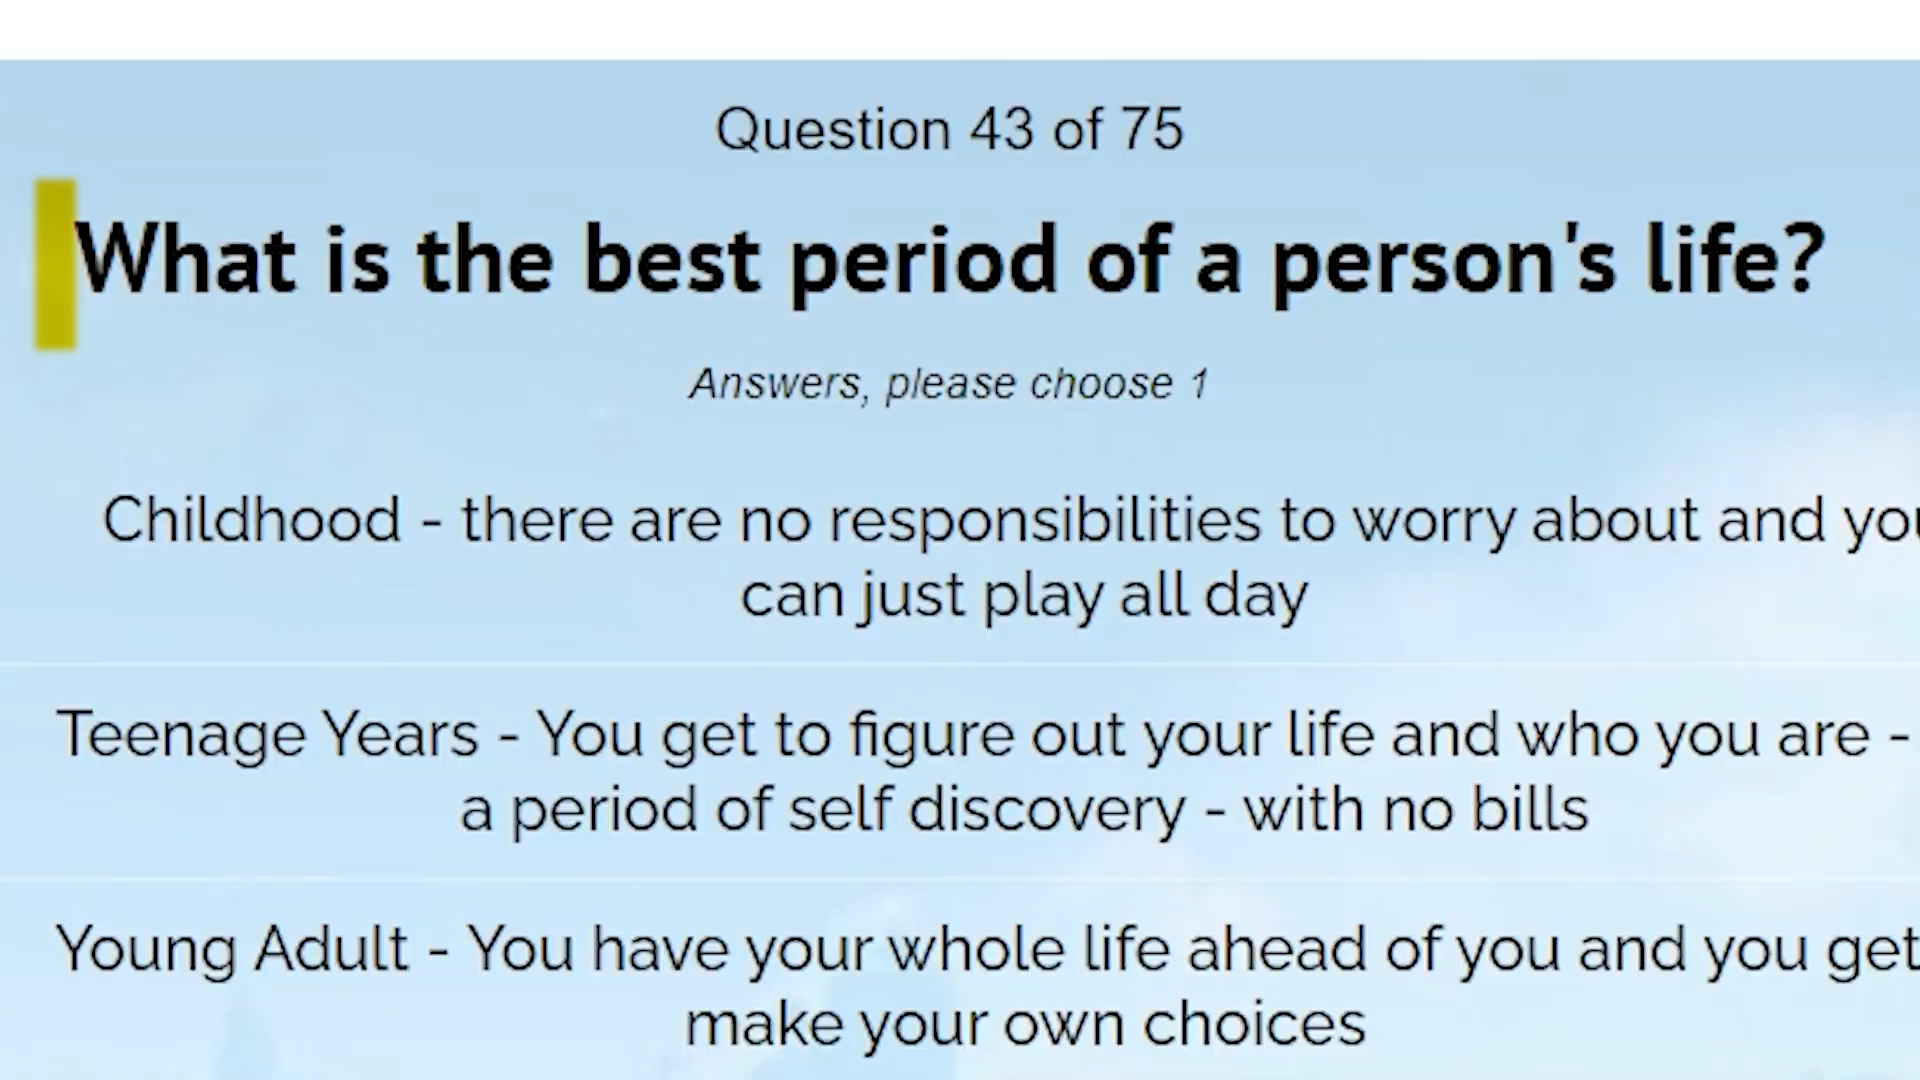 Question 43 of 75
What is the best period of a person's life?
Answers, please choose 1
Childhood - there are no responsibilities to worry about and you
can just play all day
Teenage Years - You get to figure out your life and who you are -
a period of self discovery - with no bills
Young Adult - You have your whole life ahead of you and you get
make your own choices